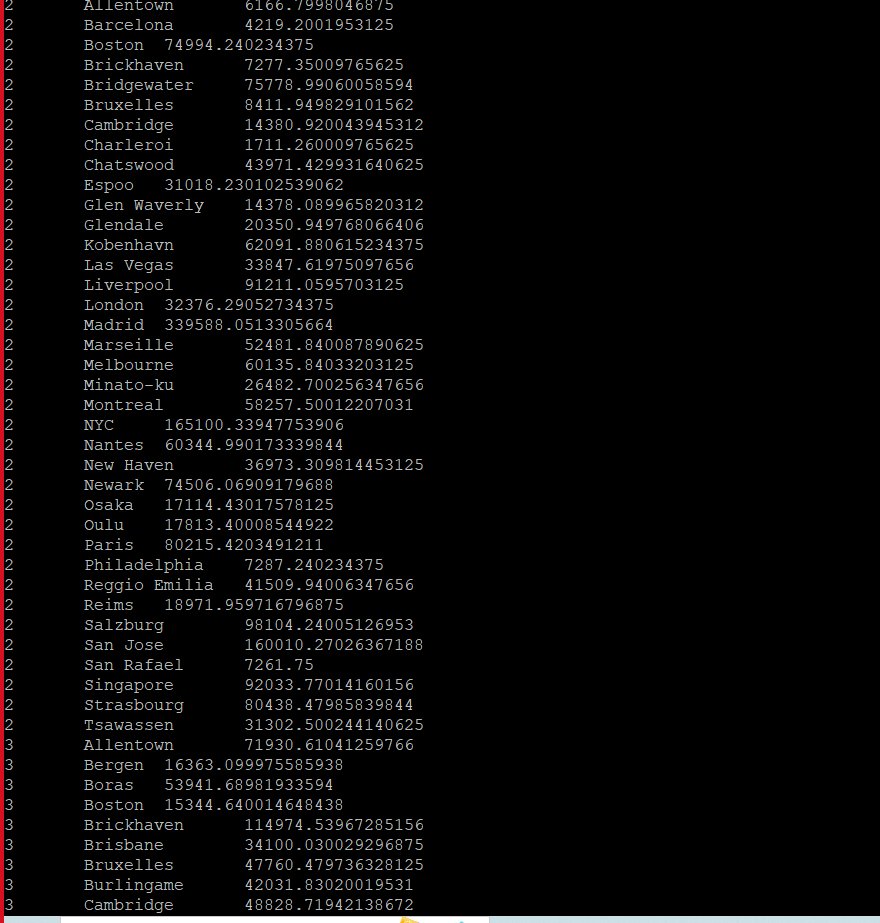 2 Allentown 6166.7998046875
2 Barcelona 4219.2001953125
2 Boston 74994.240234375
2 Brickhaven 7277.35009765625
2 Bridgewater 75778.99060058594
2 Bruxelles 8411.949829101562
2 Cambridge 14380.920043945312
2 Charleroi 1711.260009765625
2 Chatswood 43971.429931640625
2 Espoo 31018.230102539062
2 Glen Waverly 14378.089965820312
2 Glendale 20350.949768066406
2 Kobenhavn 62091.880615234375
2 Las Vegas 33847.61975097656
2 Liverpool 91211.0595703125
2 London 32376.29052734375
2 Madrid 339588.0513305664
2 Marseille 52481.840087890625
2 Melbourne 60135.84033203125
2 Minato-ku 26482.700256347656
2 Montreal 58257.50012207031
2 NYC 165100.33947753906
2 Nantes 60344.990173339844
2 New Haven 36973.309814453125
2 Newark 74506.06909179688
2 Osaka 17114.43017578125
2 Oulu 17813.40008544922
2 Paris 80215.4203491211
2 Philadelphia 7287.240234375
2 Reggio Emilia 41509.94006347656
2 Reims 18971.959716796875
2 Salzburg 98104.24005126953
2 San Jose 160010.27026367188
2 San Rafael 7261.75
2 Singapore 92033.77014160156
2 Strasbourg 80438.47985839844
2 Tsawassen 31302.500244140625
3 Allentown 71930.61041259766
3 Bergen 16363.099975585938
3 Boras 53941.68981933594
3 Boston 15344.640014648438
3 Brickhaven 114974.53967285156
3 Brisbane 34100.030029296875
3 Bruxelles 47760.479736328125
3 Burlingame 42031.83020019531
3 Cambridge 48828.71942138672